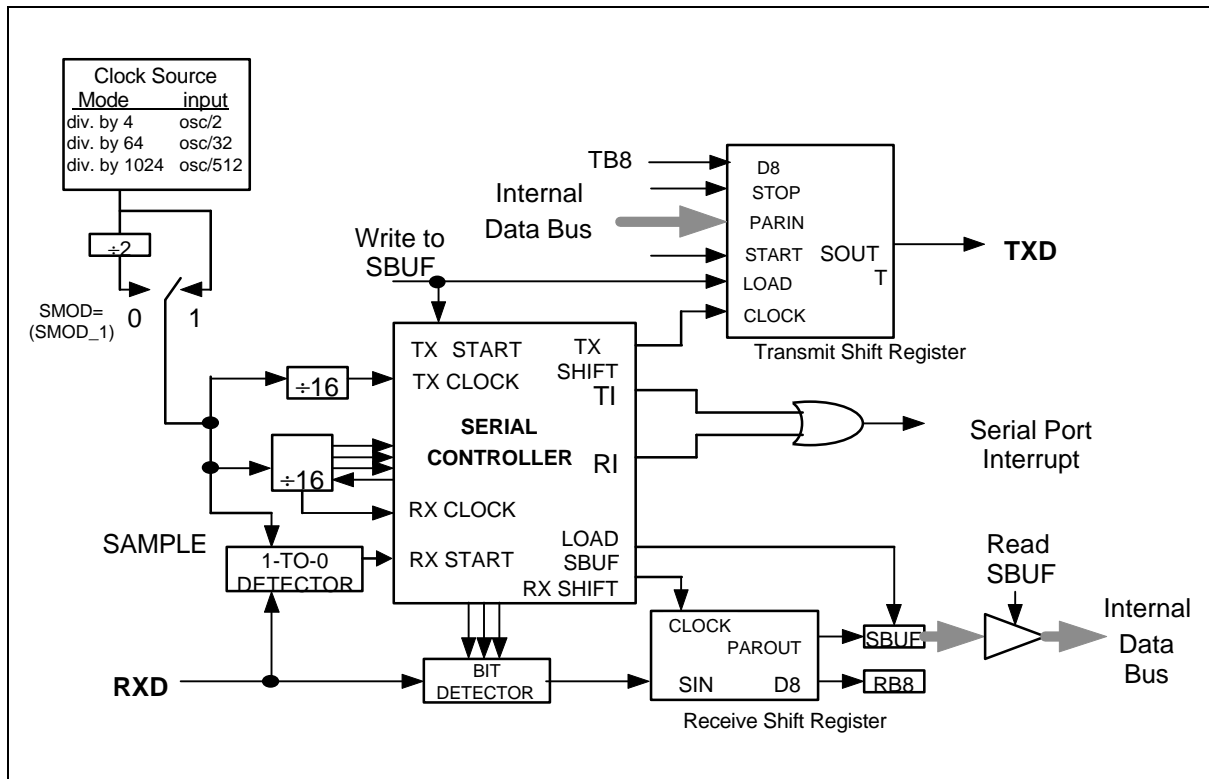 Clock Source
Mode input
div. by 4 osc/2
div. by 64 osc/32
div. by 1024 osc/512
÷2
SMOD=
(SMOD_1)
0 1
Write to
SBUF
TB8
Internal
Data Bus
D8
STOP
PARIN
START
LOAD
CLOCK
SOUT
T
TXD
Transmit Shift Register
÷16
÷16
SAMPLE
1-TO-0
DETECTOR
RXD
TX START
TX CLOCK
SERIAL
CONTROLLER
RX CLOCK
RX START
TX
SHIFT
TI
RI
LOAD
SBUF
RX SHIFT
Serial Port
Interrupt
BIT
DETECTOR
CLOCK
PAROUT
SIN D8
Receive Shift Register
SBUF
RB8
Read
SBUF
Internal
Data
Bus